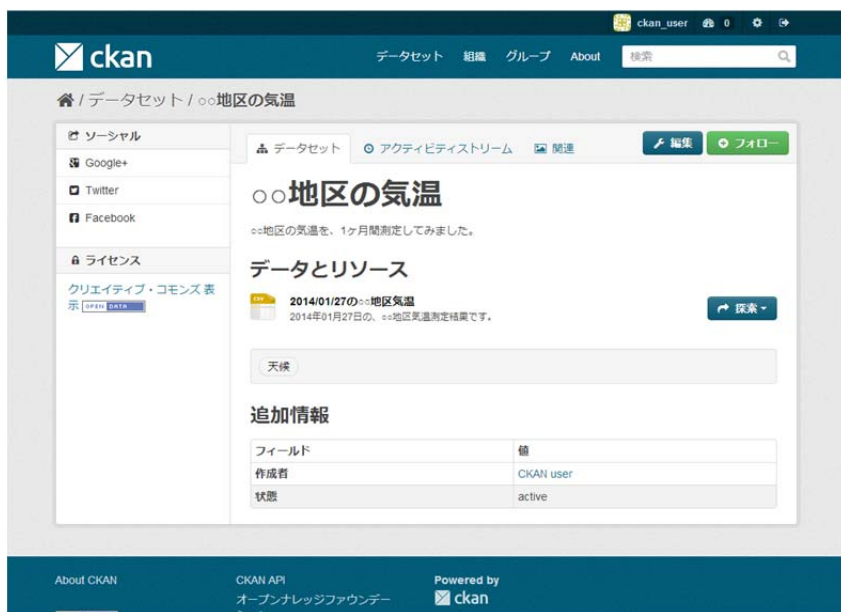 ckan_user 0
ckan
データセット 組織 グループ About 検索
/ データセット / ○○地区の気温
ソーシャル
Google+
Twitter
Facebook
ライセンス
クリエイティブ・コモンズ 表
示 OPEN DATA
データセット アクティビティストリーム 関連 編集 フォロー
○○地区の気温
○○地区の気温を、1ヶ月間測定してみました。
データとリソース
2014/01/27の○○地区気温
2014年01月27日の、○○地区気温測定結果です。
探索
天候
追加情報
フィールド 値
作成者 CKAN user
状態 active
About CKAN
CKAN API
オープンナレッジファウンデー
Powered by
ckan